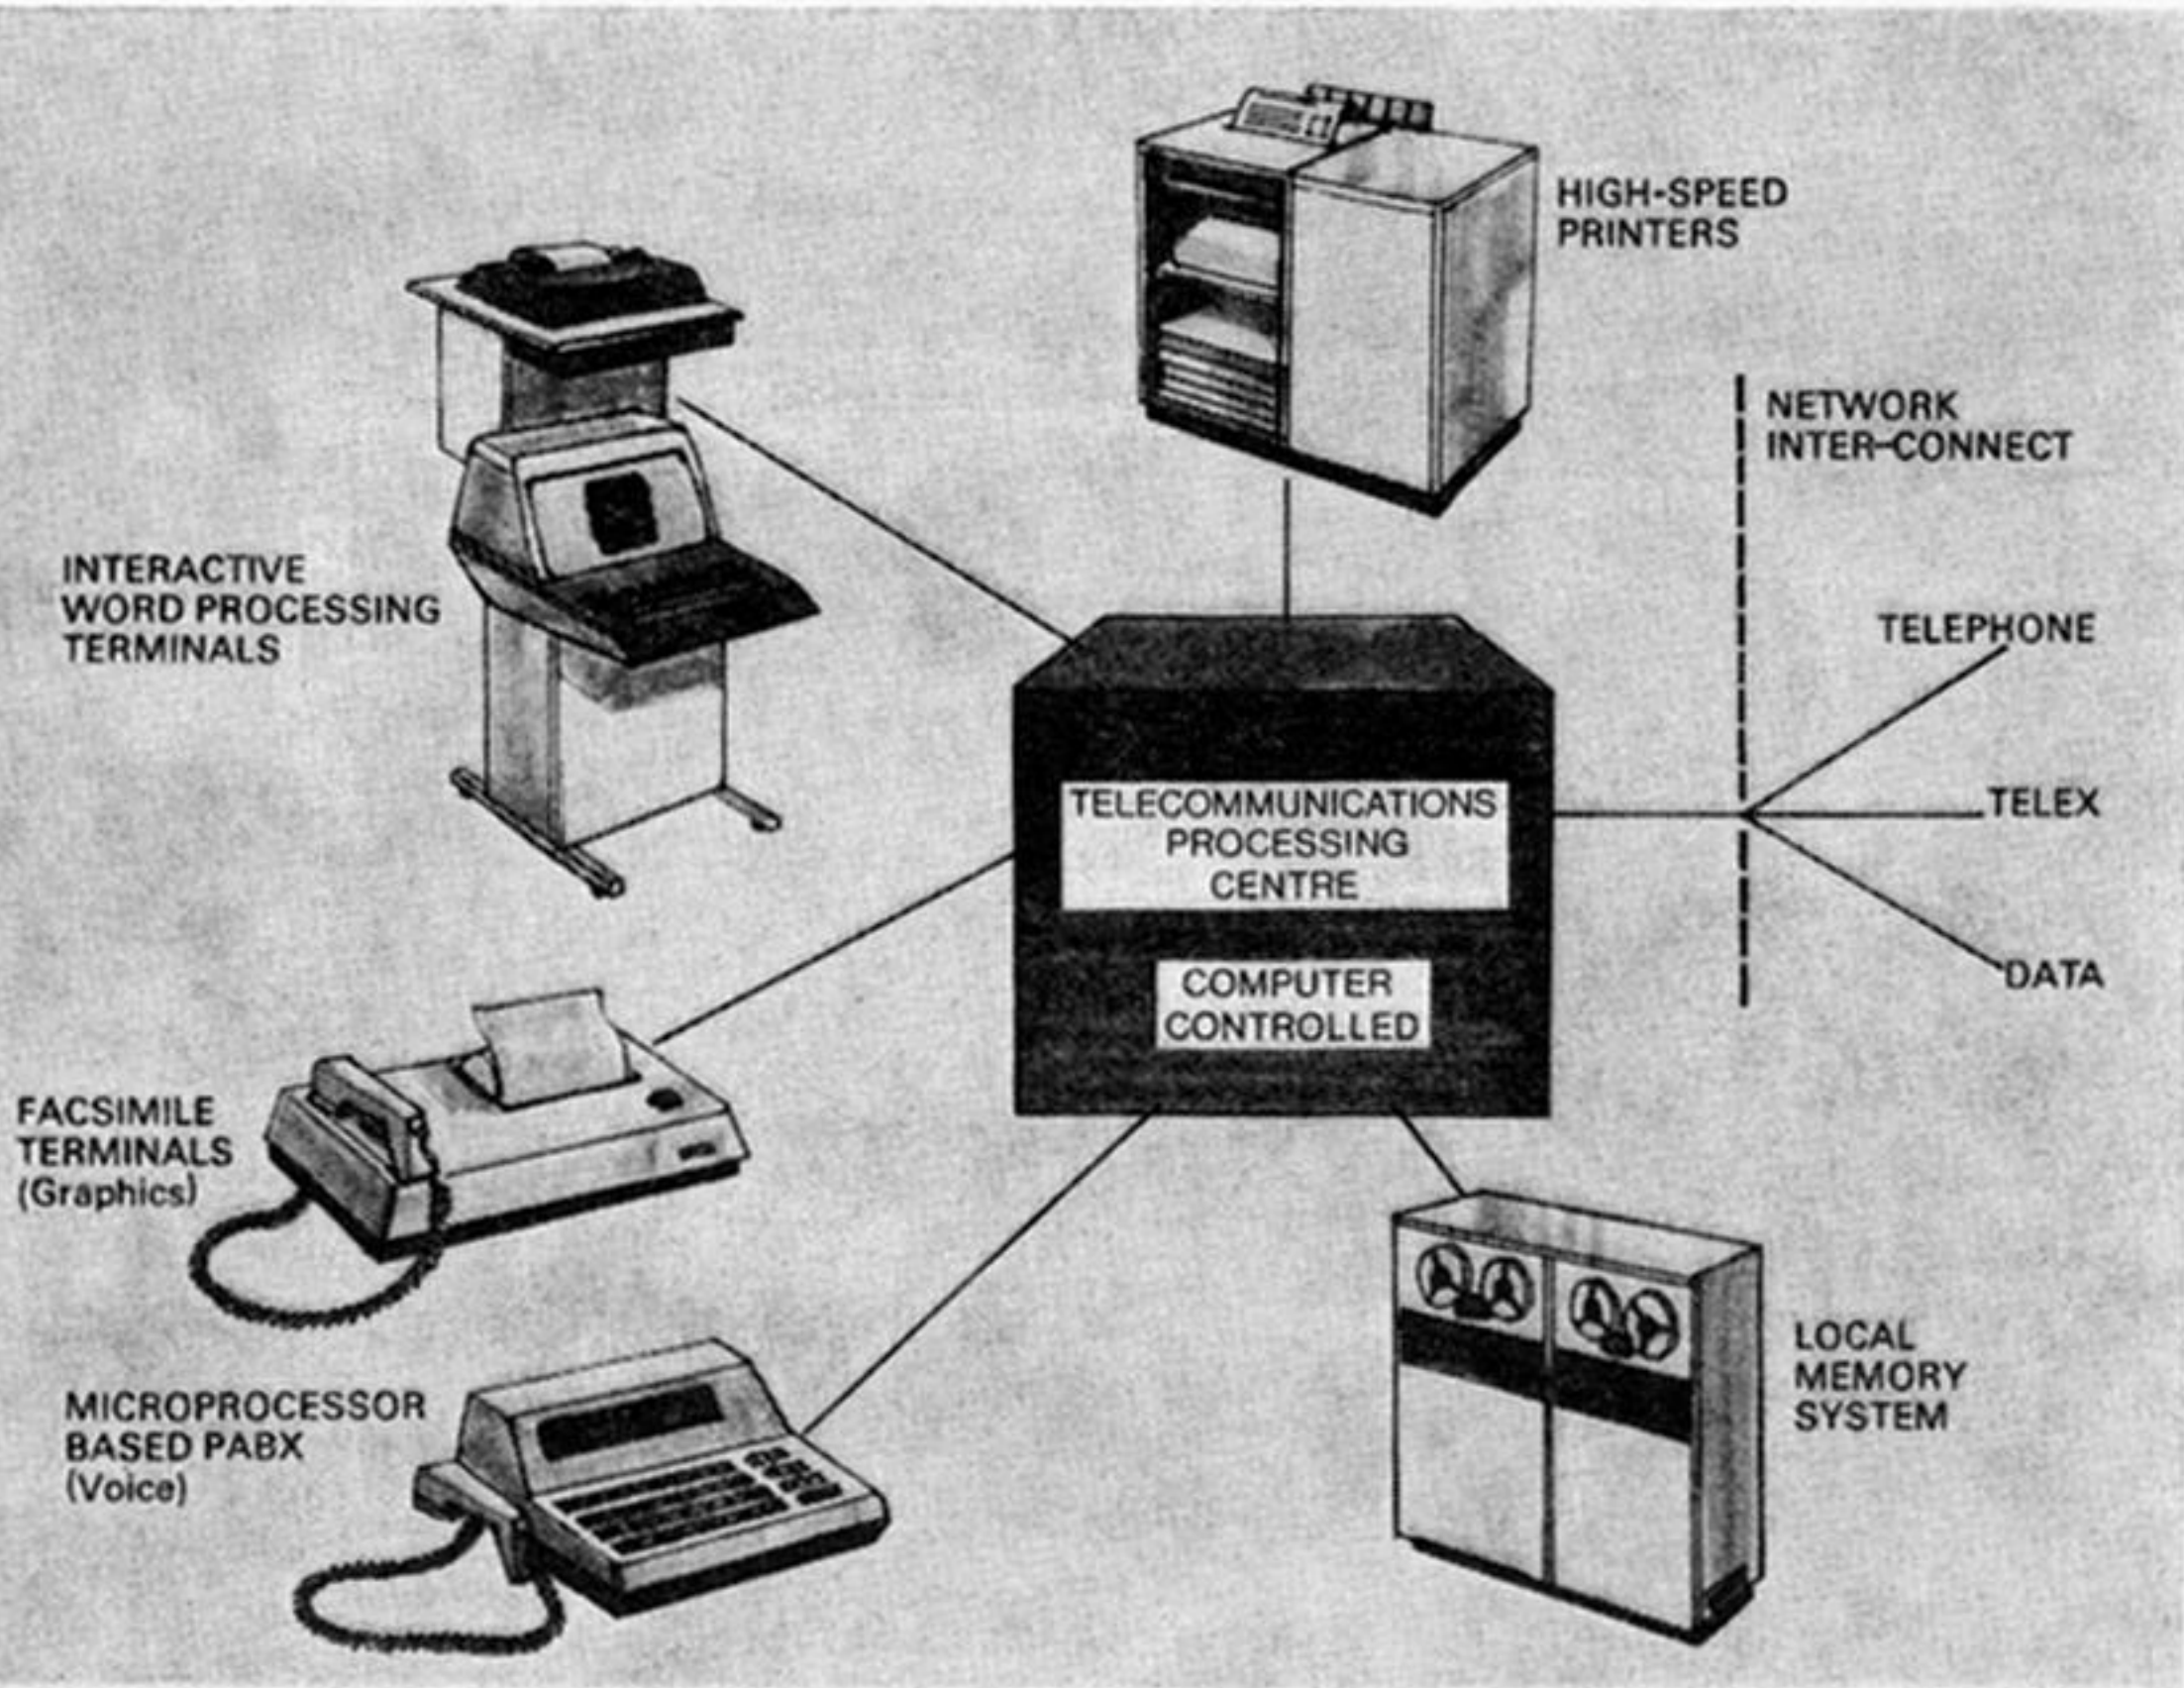 HIGH-SPEED
PRINTERS
NETWORK
INTER-CONNECT
INTERACTIVE
WORD PROCESSING
TERMINALS
TELEPHONE
TELECOMMUNICATIONS
PROCESSING
CENTRE
TELEX
COMPUTER
CONTROLLED
DATA
FACSIMILE
TERMINALS
(Graphics)
MICROPROCESSOR
BASED PABX
(Voice)
LOCAL
MEMORY
SYSTEM